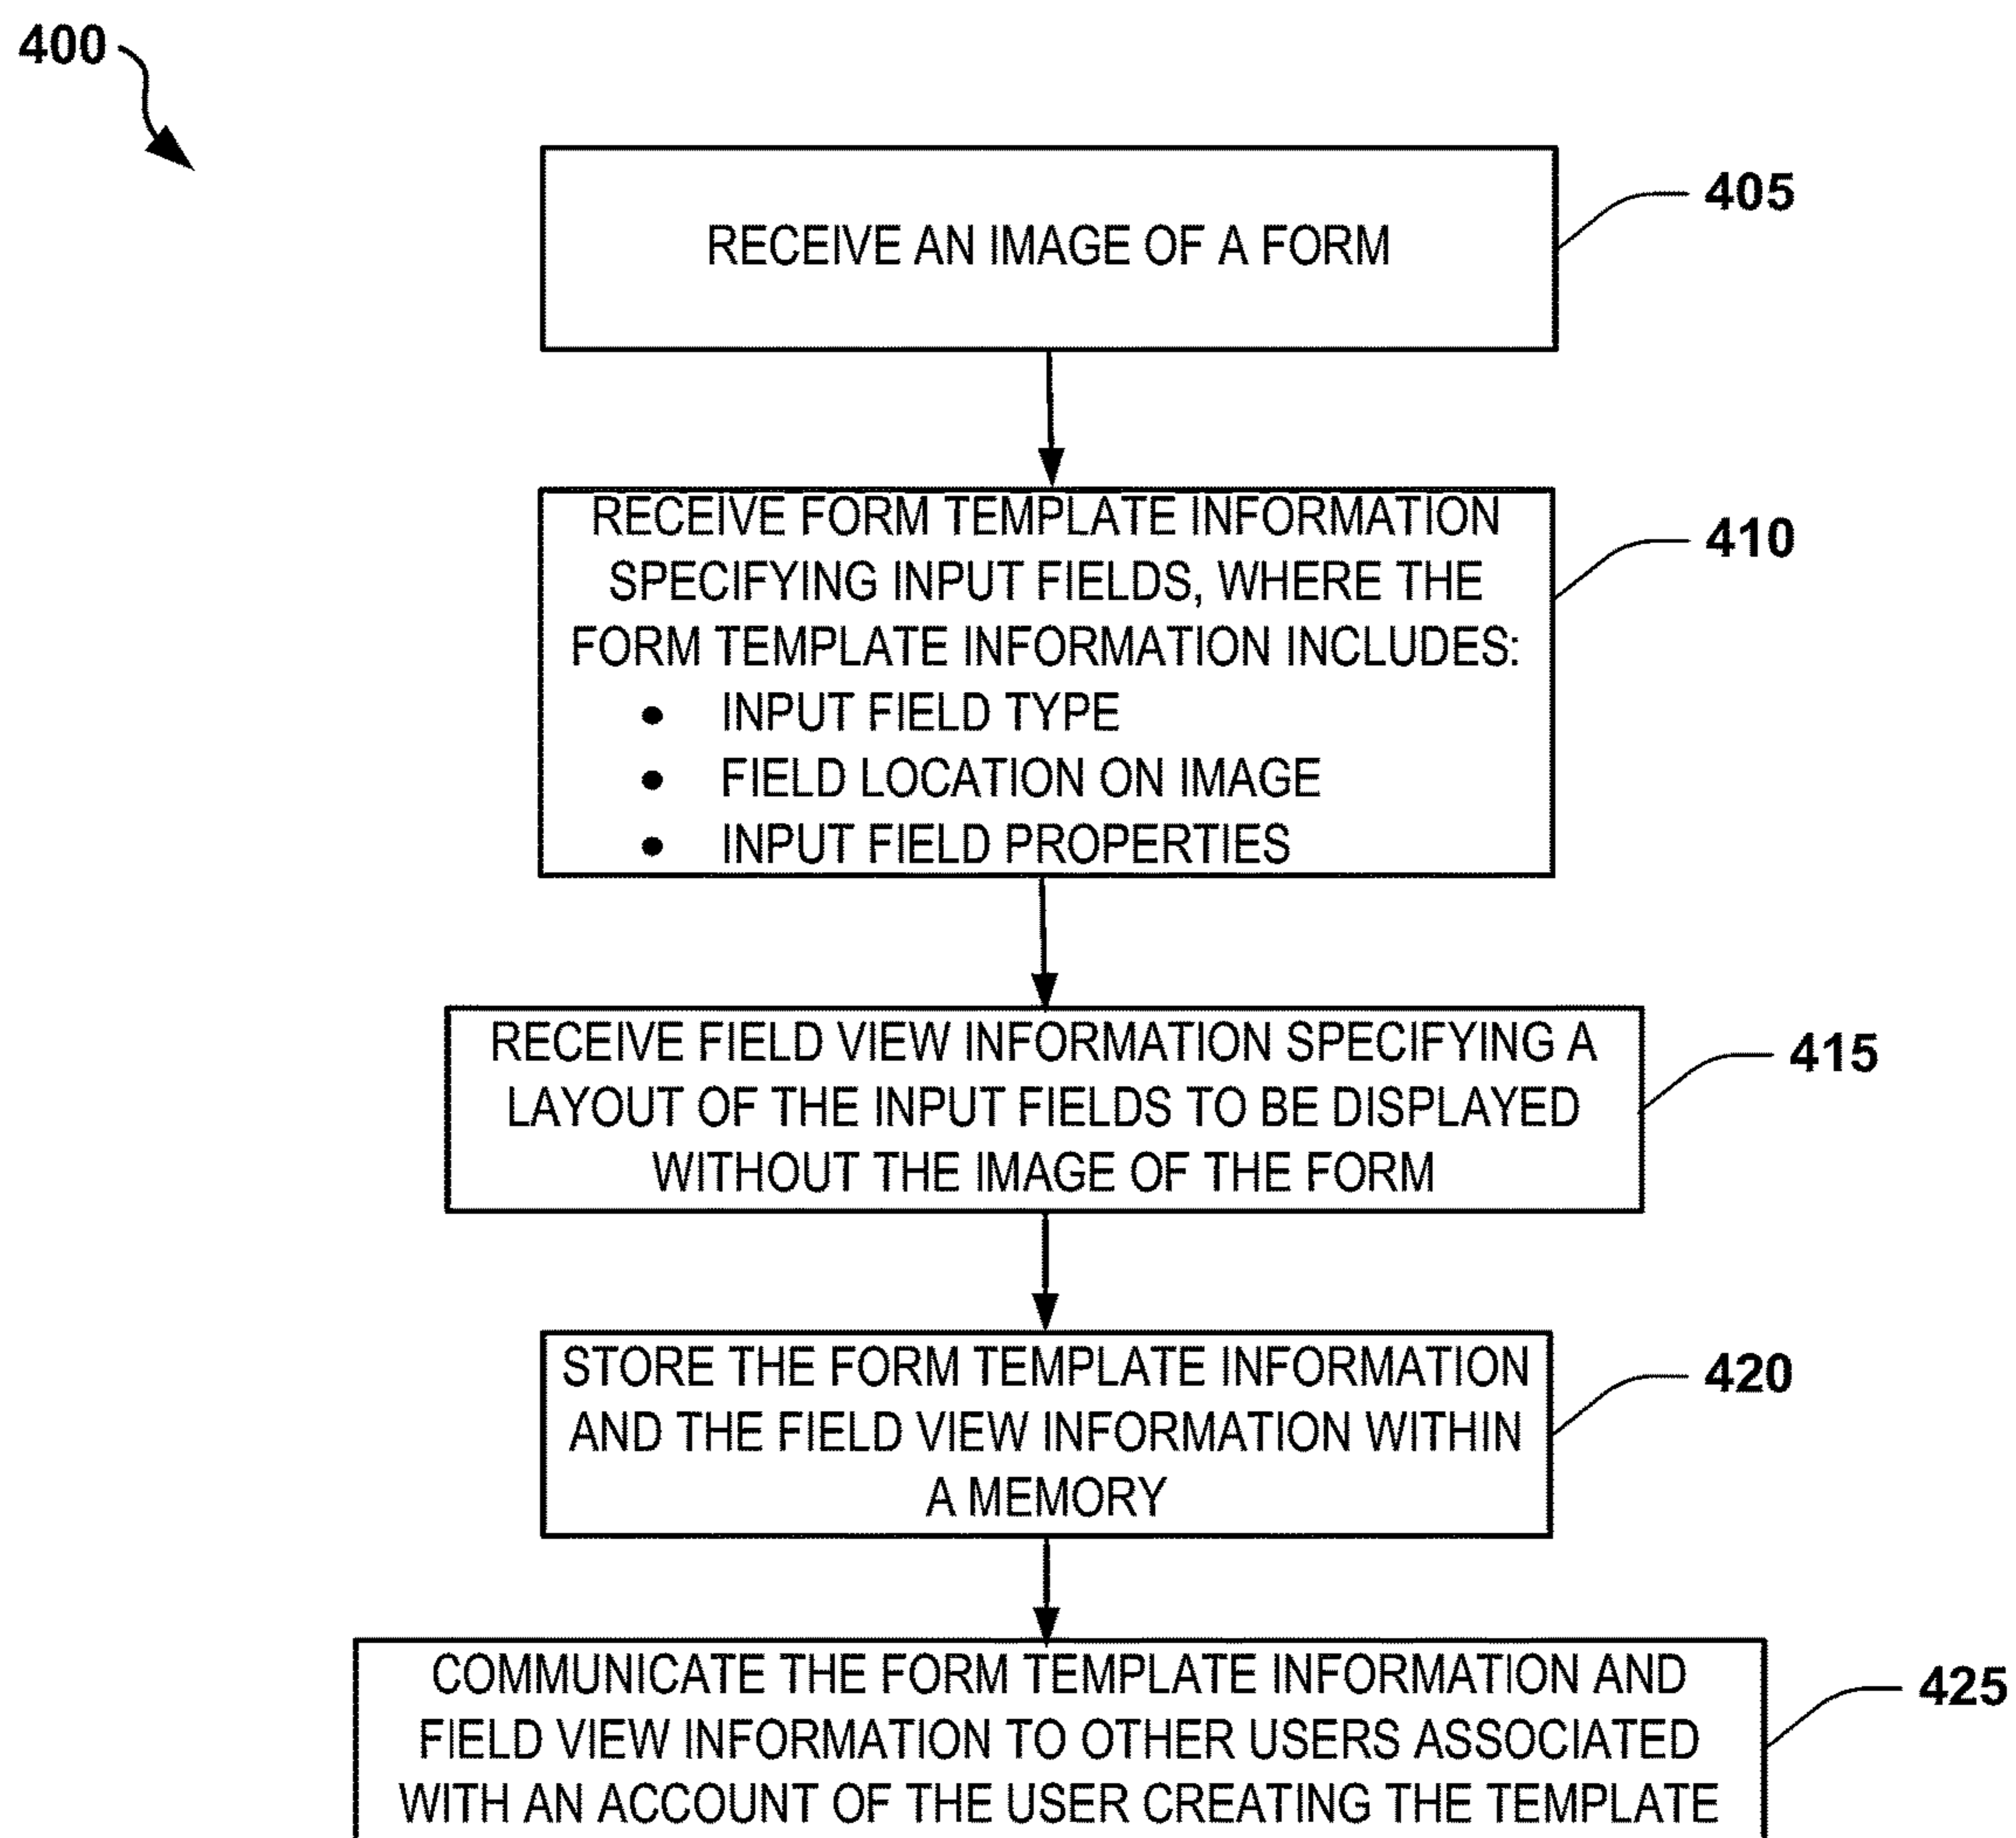 400
RECEIVE AN IMAGE OF A FORM
405
RECEIVE FORM TEMPLATE INFORMATION
SPECIFYING INPUT FIELDS, WHERE THE
FORM TEMPLATE INFORMATION INCLUDES:
• INPUT FIELD TYPE
• FIELD LOCATION ON IMAGE
• INPUT FIELD PROPERTIES
410
RECEIVE FIELD VIEW INFORMATION SPECIFYING A
LAYOUT OF THE INPUT FIELDS TO BE DISPLAYED
WITHOUT THE IMAGE OF THE FORM
415
STORE THE FORM TEMPLATE INFORMATION
AND THE FIELD VIEW INFORMATION WITHIN
A MEMORY
420
COMMUNICATE THE FORM TEMPLATE INFORMATION AND
FIELD VIEW INFORMATION TO OTHER USERS ASSOCIATED
WITH AN ACCOUNT OF THE USER CREATING THE TEMPLATE
425